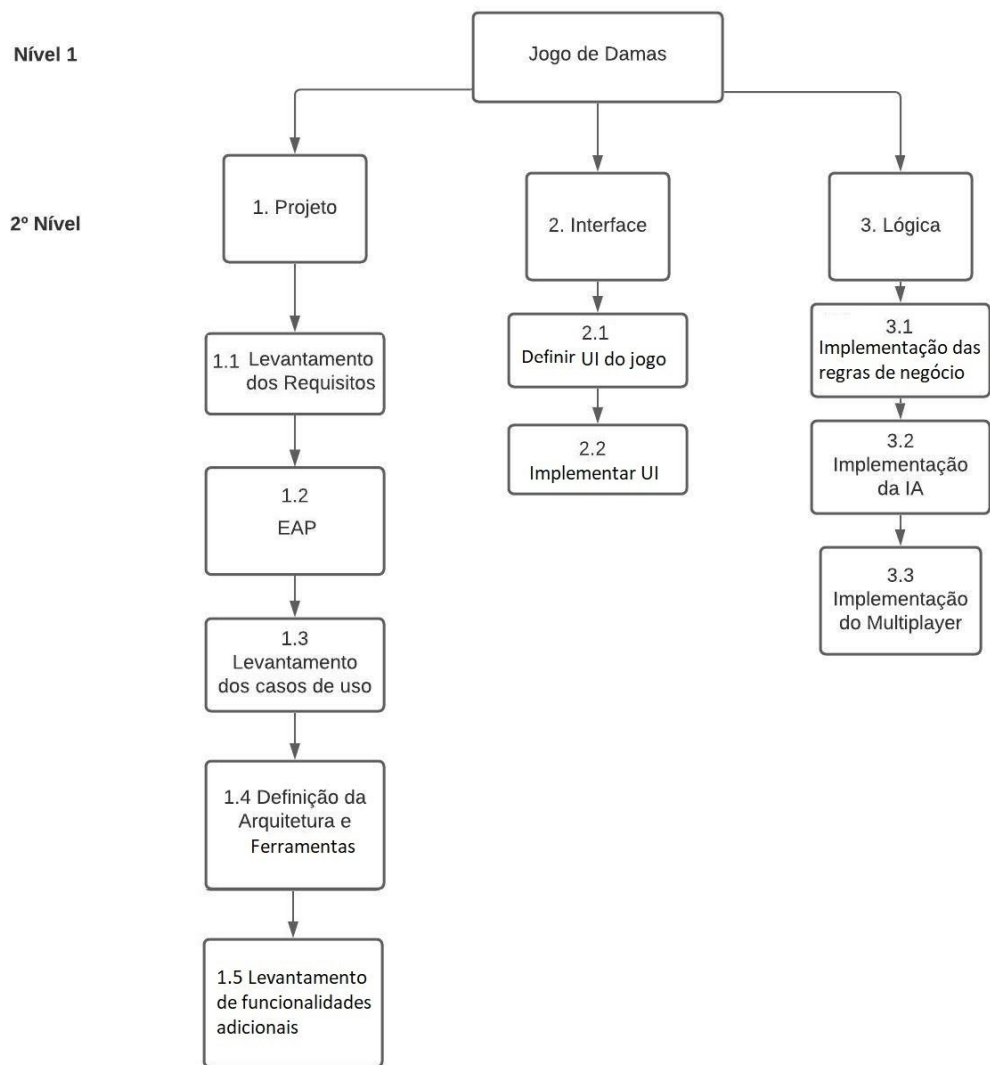 Nível 1
Jogo de Damas
2º Nível
1. Projeto
2. Interface
3. Lógica
1.1 Levantamento
dos Requisitos
1.2
EAP
1.3
Levantamento
dos casos de uso
1.4 Definição da
Arquitetura e
Ferramentas
1.5 Levantamento
de funcionalidades
adicionais
2.1
Definir UI do jogo
2.2
Implementar UI
3.1
Implementação das
regras de negócio
3.2
Implementação
da IA
3.3
Implementação
do Multiplayer